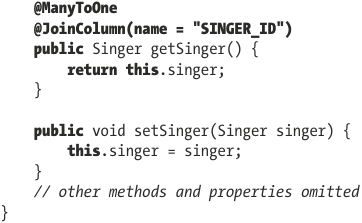 @ManyToOne
@JoinColumn(name = "SINGER_ID")
public Singer getSinger() {
return this.singer;
}
public void setSinger(Singer singer) {
this.singer = singer;
}
// other methods and properties omitted
}